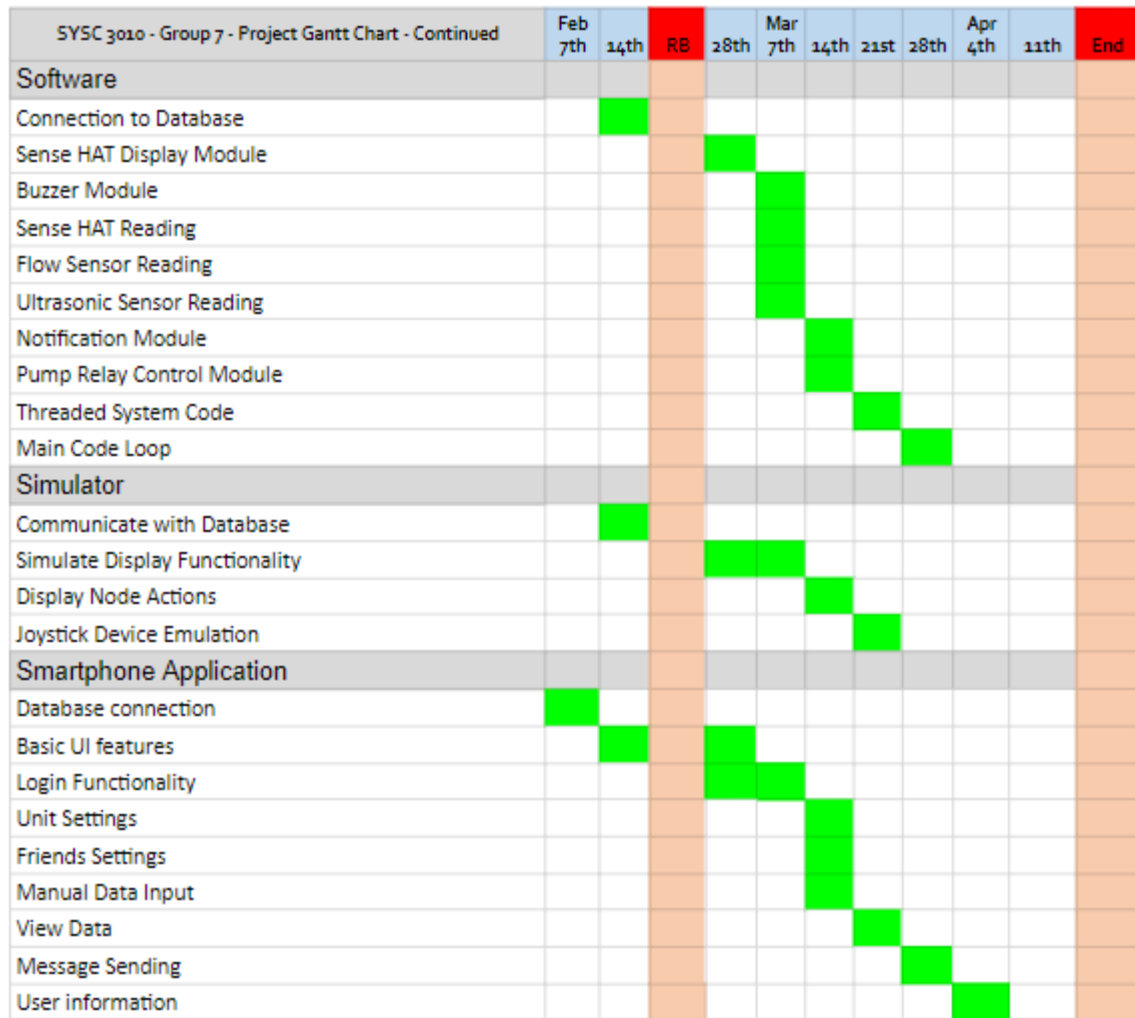 SYSC 3010 - Group 7 - Project Gantt Chart - Continued
Feb 7th 14th RB 28th Mar 7th 14th 21st 28th Apr 4th 11th End
Software
Connection to Database
Sense HAT Display Module
Buzzer Module
Sense HAT Reading
Flow Sensor Reading
Ultrasonic Sensor Reading
Notification Module
Pump Relay Control Module
Threaded System Code
Main Code Loop
Simulator
Communicate with Database
Simulate Display Functionality
Display Node Actions
Joystick Device Emulation
Smartphone Application
Database connection
Basic UI features
Login Functionality
Unit Settings
Friends Settings
Manual Data Input
View Data
Message Sending
User information